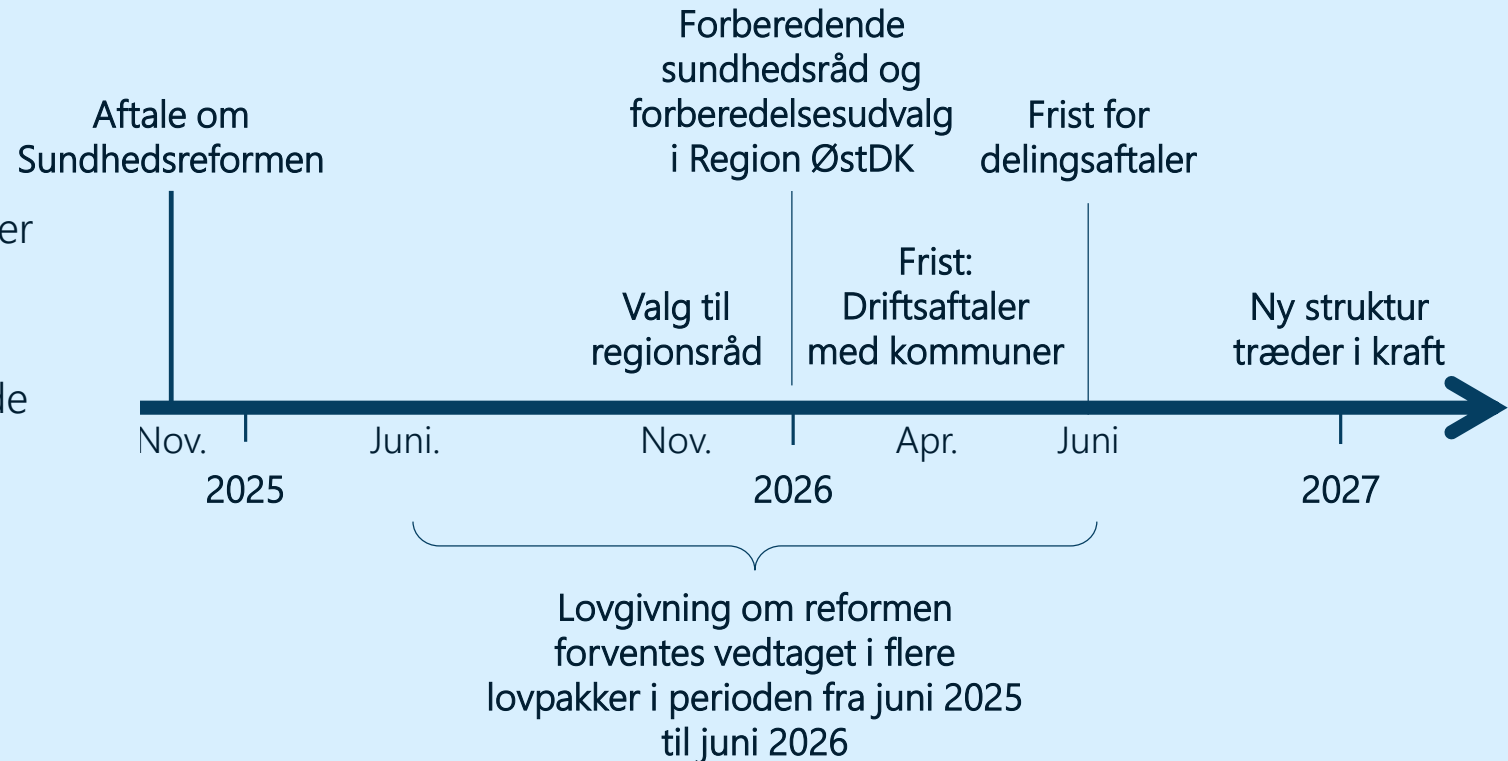 Aftale om
Sundhedsreformen
Forberedende
sundhedsråd og
forberedelsesudvalg
i Region ØstDK
Frist for
delingsaftaler
er
Valg til
regionsråd
Frist:
Driftsaftaler
med kommuner
Ny struktur
træder i kraft
de
Nov.
Juni.
Nov.
Apr.
Juni
2025
2026
2027
Lovgivning om reformen
forventes vedtaget i flere
lovpakker i perioden fra juni 2025
til juni 2026